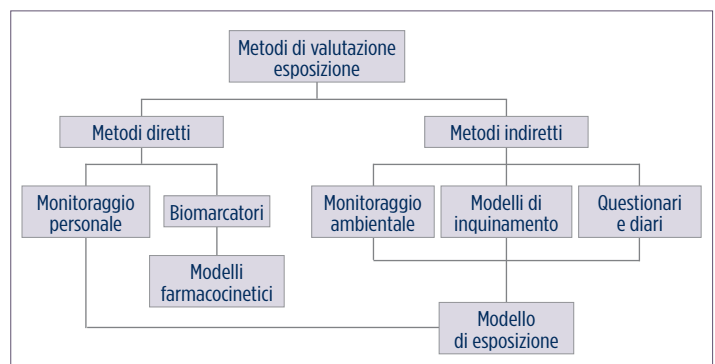 Metodi di valutazione
esposizione
Metodi diretti
Metodi indiretti
Monitoraggio
personale
Biomarcatori
Monitoraggio
ambientale
Modelli di
inquinamento
Questionari
e diari
Modelli
farmacocinetici
Modello
di esposizione